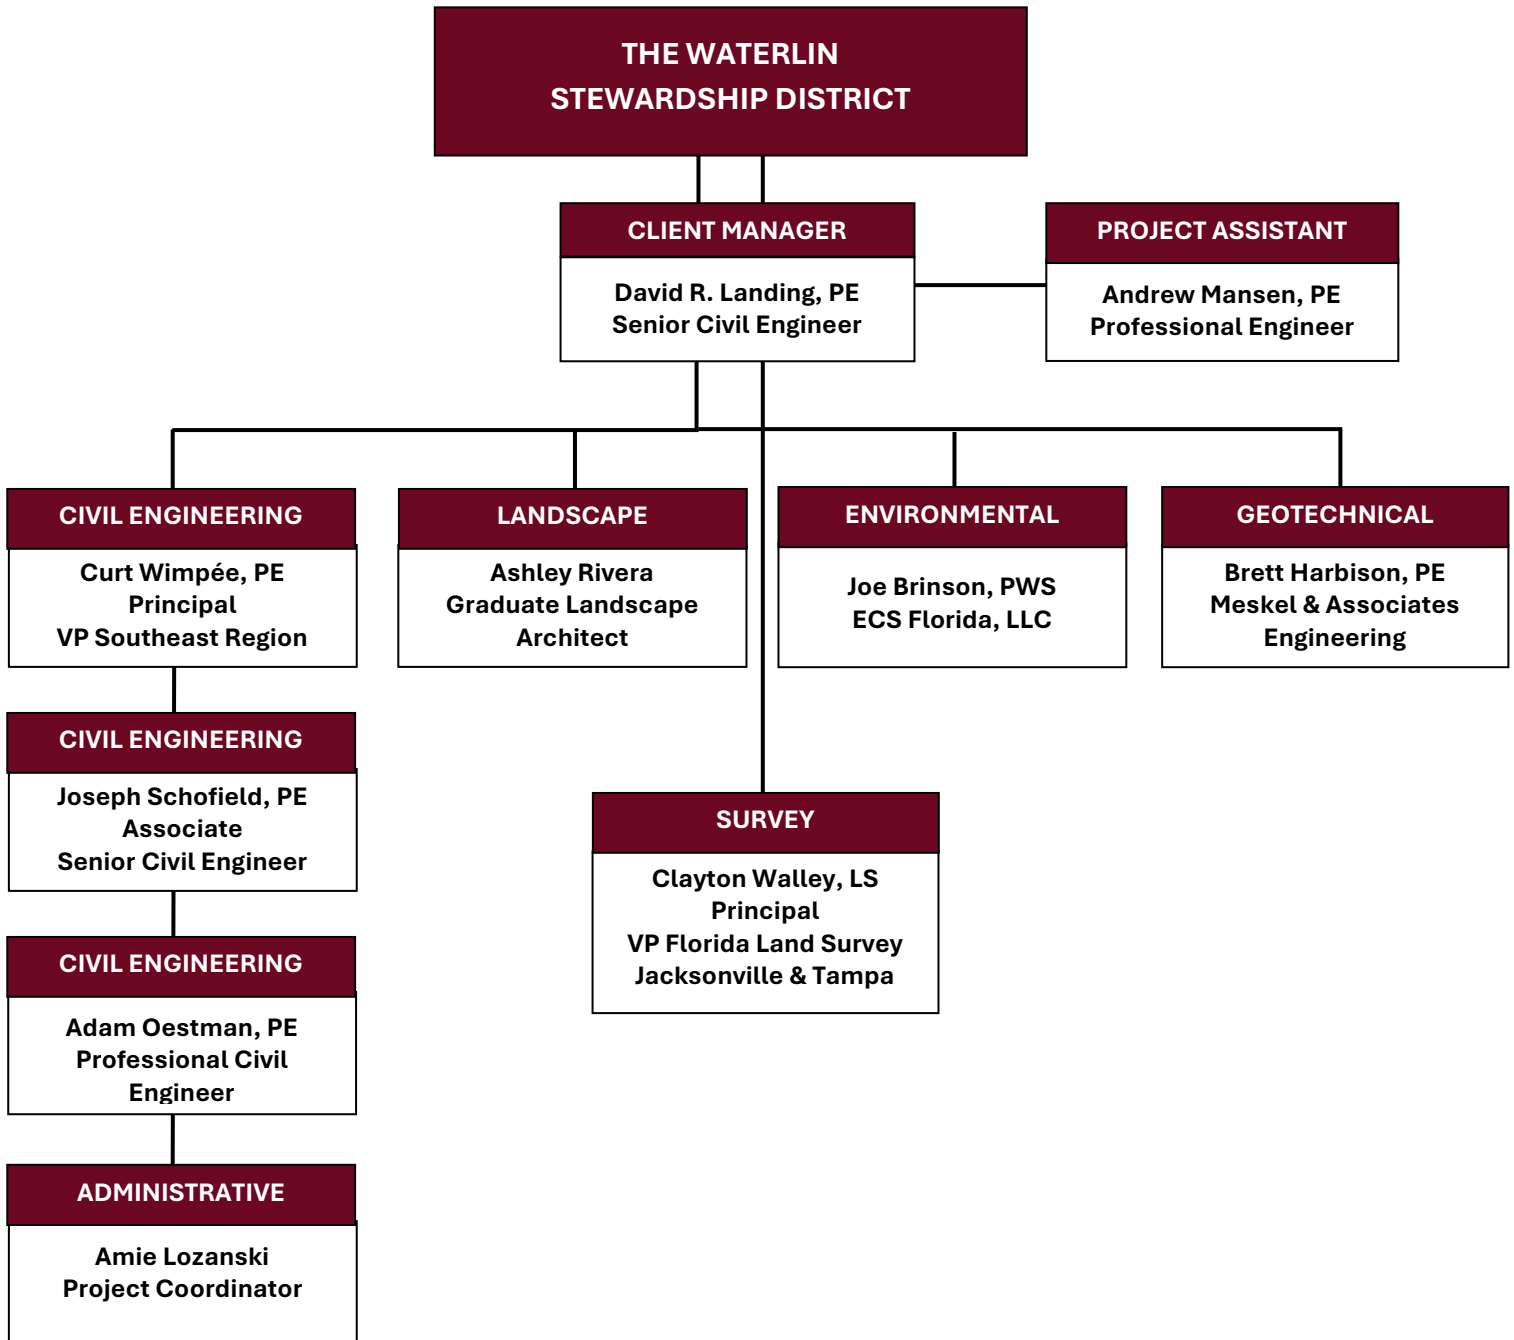 THE WATERLIN
STEWARDSHIP DISTRICT
CLIENT MANAGER
David R. Landing, PE
Senior Civil Engineer
PROJECT ASSISTANT
Andrew Mansen, PE
Professional Engineer
CIVIL ENGINEERING
Curt Wimpée, PE
Principal
VP Southeast Region
LANDSCAPE
Ashley Rivera
Graduate Landscape
Architect
ENVIRONMENTAL
Joe Brinson, PWS
ECS Florida, LLC
GEOTECHNICAL
Brett Harbison, PE
Meskel & Associates
Engineering
CIVIL ENGINEERING
Joseph Schofield, PE
Associate
Senior Civil Engineer
SURVEY
Clayton Walley, LS
Principal
VP Florida Land Survey
Jacksonville & Tampa
CIVIL ENGINEERING
Adam Oestman, PE
Professional Civil
Engineer
ADMINISTRATIVE
Amie Lozanski
Project Coordinator